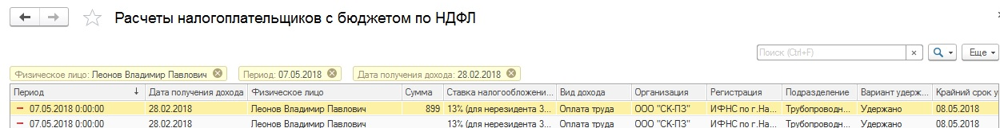 Расчеты налогоплательщиков с бюджетом по НДФЛ
Поиск (Ctrl+F) × Еще
Физическое лицо: Леонов Владимир Павлович Период: 07.05.2018 Дата получения дохода: 28.02.2018
Период ↓ Дата получения дохода Физическое лицо Сумма Ставка налогообложени... Вид дохода Организация Регистрация Подразделение Вариант удерж... Крайний срок у
07.05.2018 0:00:00 28.02.2018 Леонов Владимир Павлович 899 13% (для нерезидента 3... Оплата труда ООО "СК-ПЗ" ИФНС по г.На... Трубопроводн... Удержано 08.05.2018
07.05.2018 0:00:00 28.02.2018 Леонов Владимир Павлович 13% (для нерезидента 3... Оплата труда ООО "СК-ПЗ" ИФНС по г.На... Трубопроводн... Удержано 08.05.2018